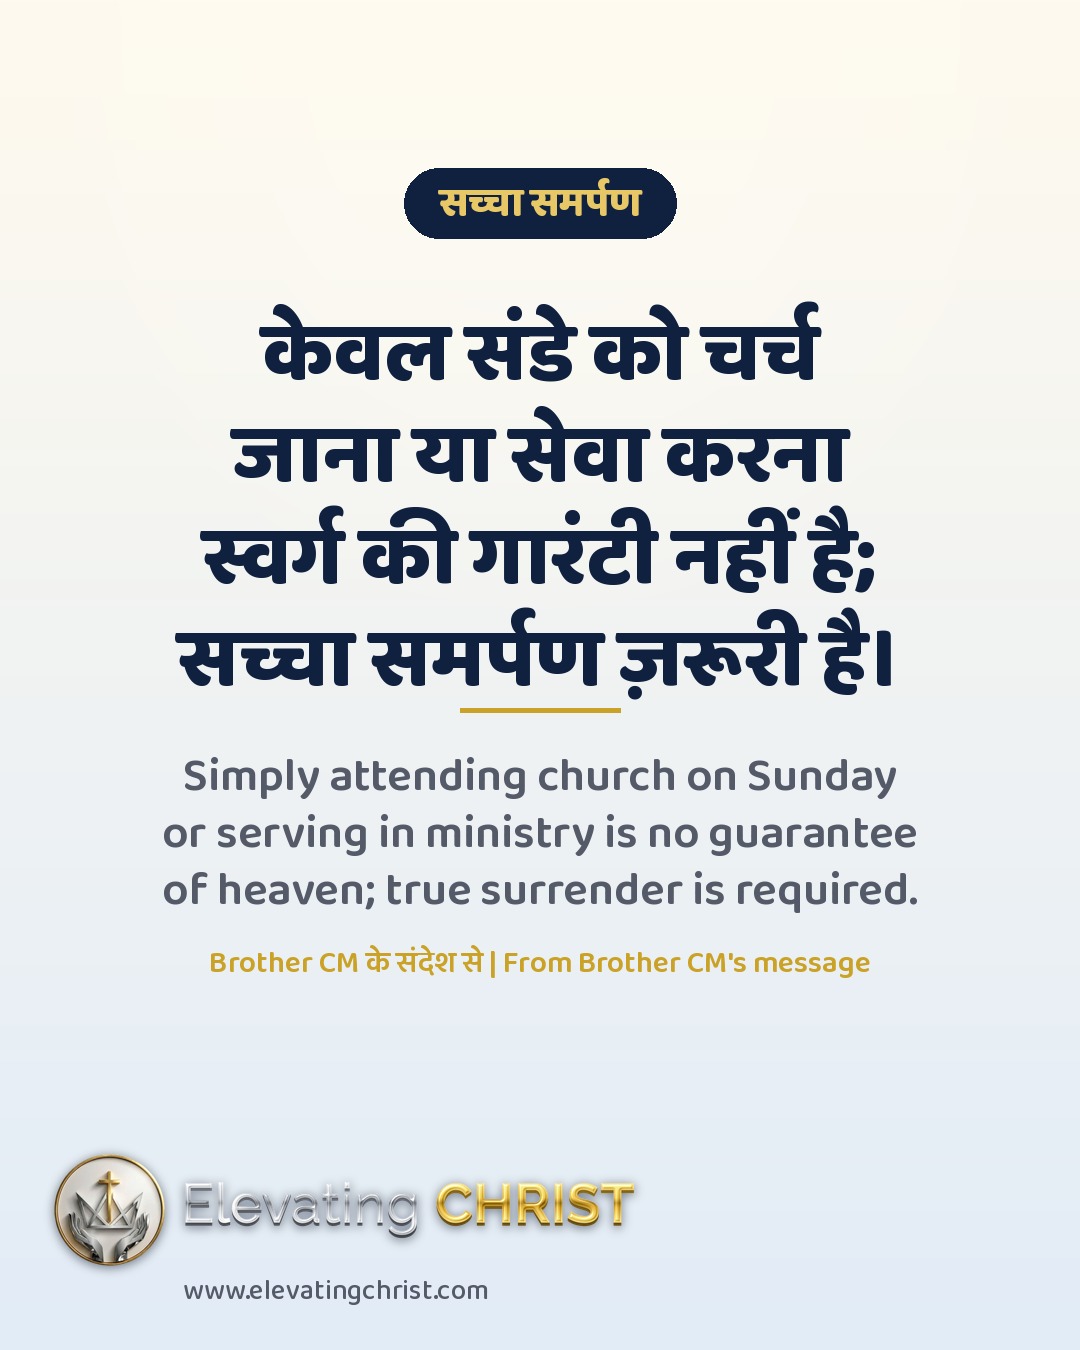 सच्चा समर्पण
केवल संडे को चर्च
जाना या सेवा करना
स्वर्ग की गारंटी नहीं है;
सच्चा समर्पण ज़रूरी है।
Simply attending church on Sunday
or serving in ministry is no guarantee
of heaven; true surrender is required.
Brother CM के संदेश से | From Brother CM's message
Elevating CHRIST
www.elevatingchrist.com